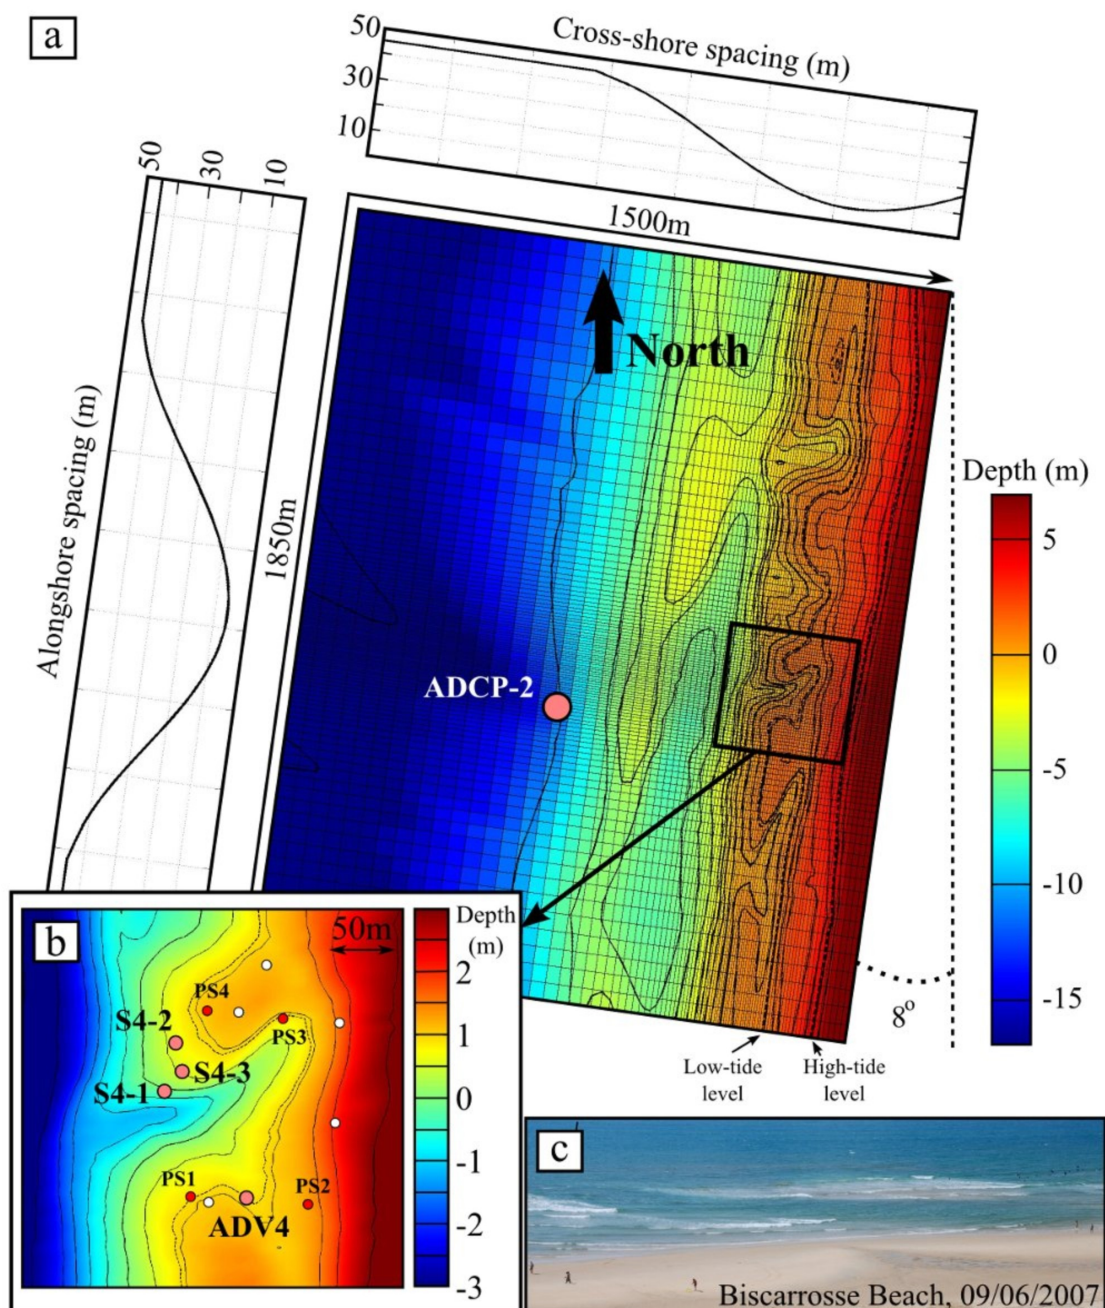 a
Cross-shore spacing (m)
50
30
10
50
30
10
Alongshore spacing (m)
1500m
1850m
North
ADCP-2
Depth (m)
5
0
-5
-10
-15
8°
Low-tide
level
High-tide
level
b
Depth
(m)
50m
2
1
0
-1
-2
-3
PS4
S4-2
PS3
S4-3
S4-1
PS1
PS2
ADV4
c
Biscarrosse Beach, 09/06/2007